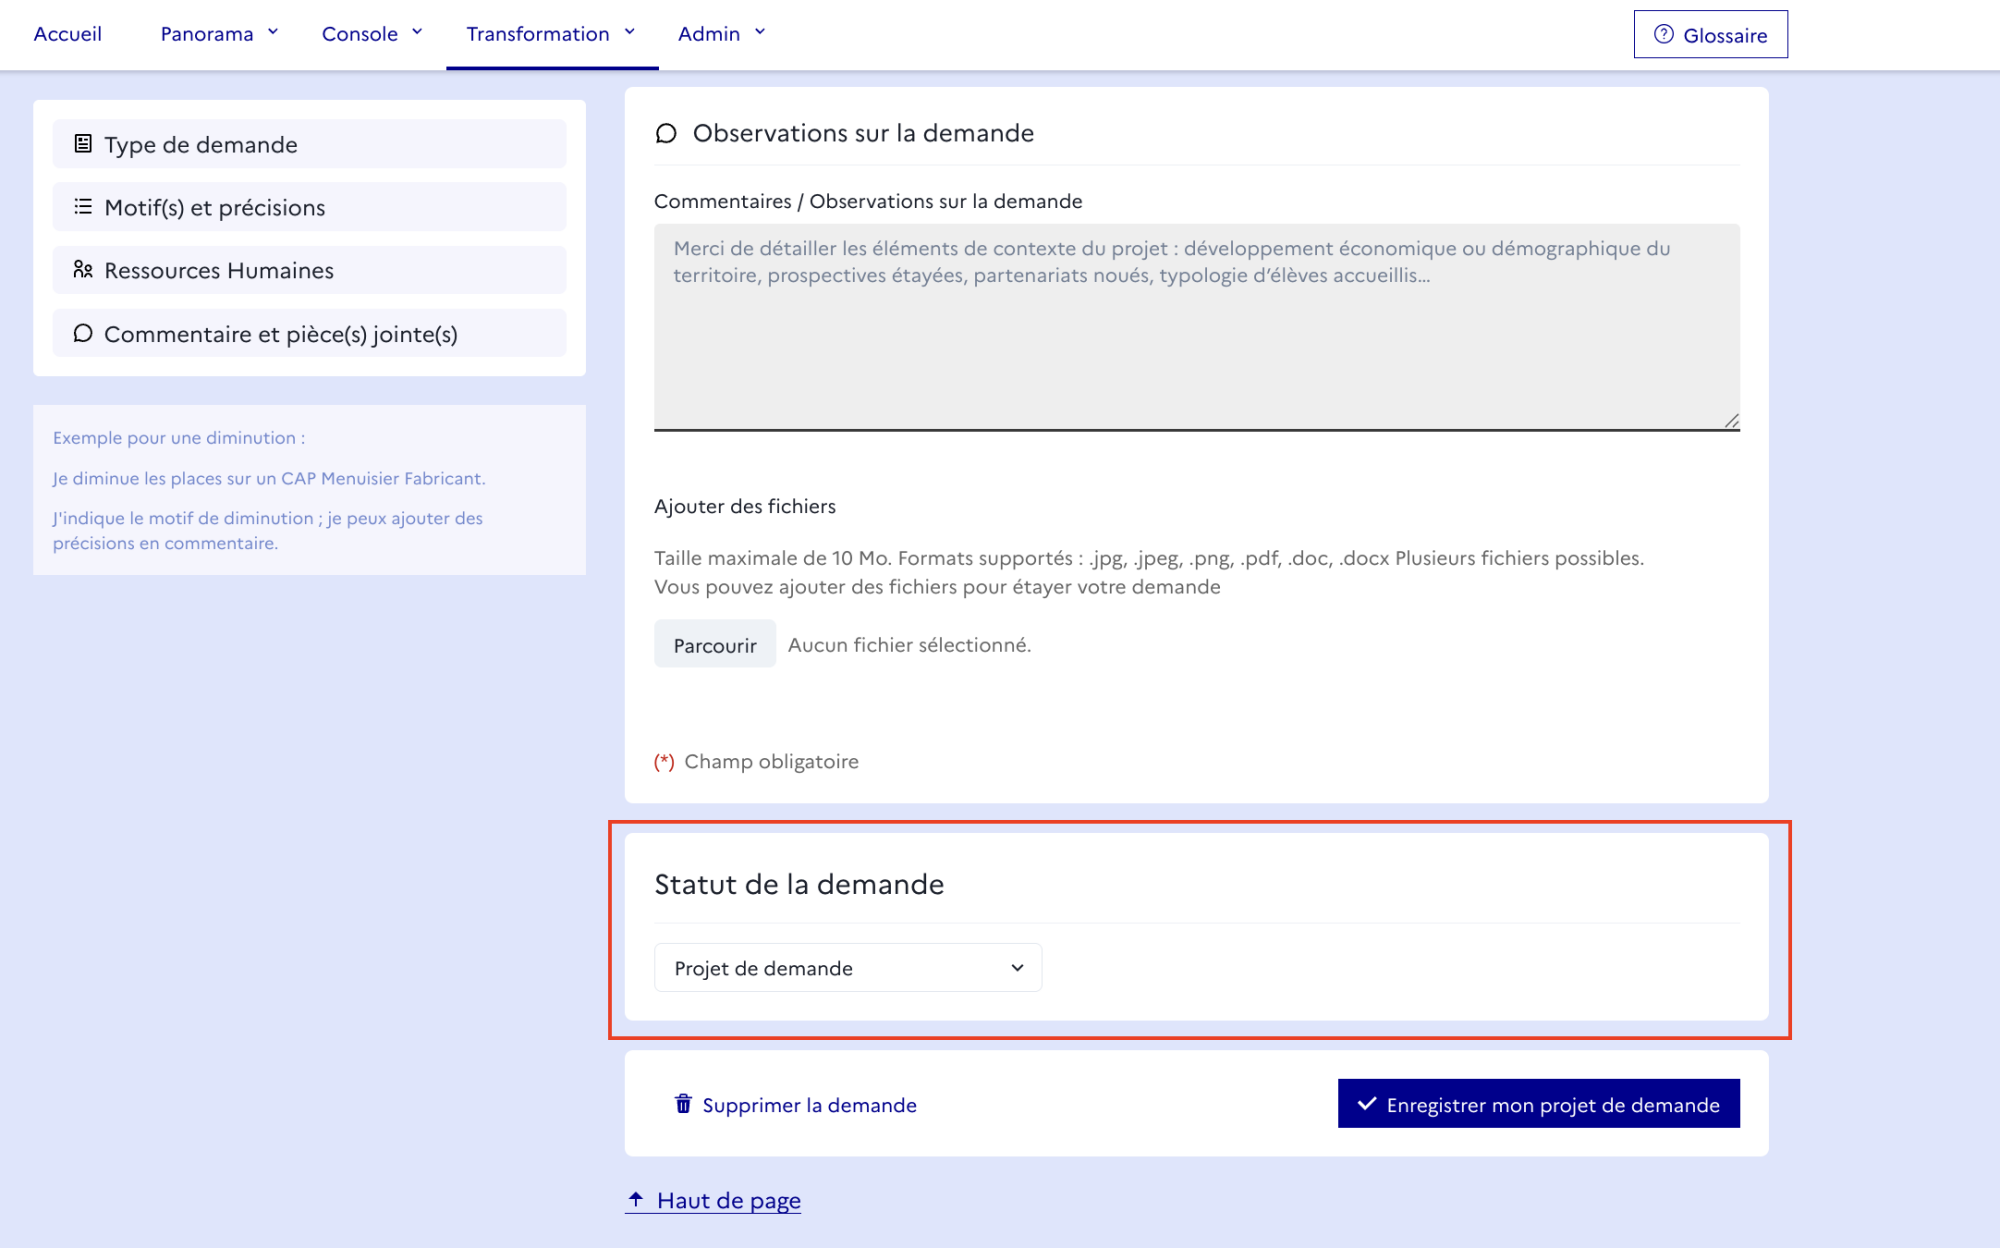 Accueil
Panorama
Console
Transformation
Admin
Glossaire
Type de demande
Motif(s) et précisions
Ressources Humaines
Commentaire et pièce(s) jointe(s)
Exemple pour une diminution :
Je diminue les places sur un CAP Menuisier Fabricant.
J'indique le motif de diminution ; je peux ajouter des
précisions en commentaire.
Observations sur la demande
Commentaires / Observations sur la demande
Merci de détailler les éléments de contexte du projet : développement économique ou démographique du
territoire, prospectives étayées, partenariats noués, typologie d’élèves accueillis...
Ajouter des fichiers
Taille maximale de 10 Mo. Formats supportés : .jpg, .jpeg, .png, .pdf, .doc, .docx Plusieurs fichiers possibles.
Vous pouvez ajouter des fichiers pour étayer votre demande
Parcourir Aucun fichier sélectionné.
(*) Champ obligatoire
Statut de la demande
Projet de demande
Supprimer la demande
Enregistrer mon projet de demande
Haut de page